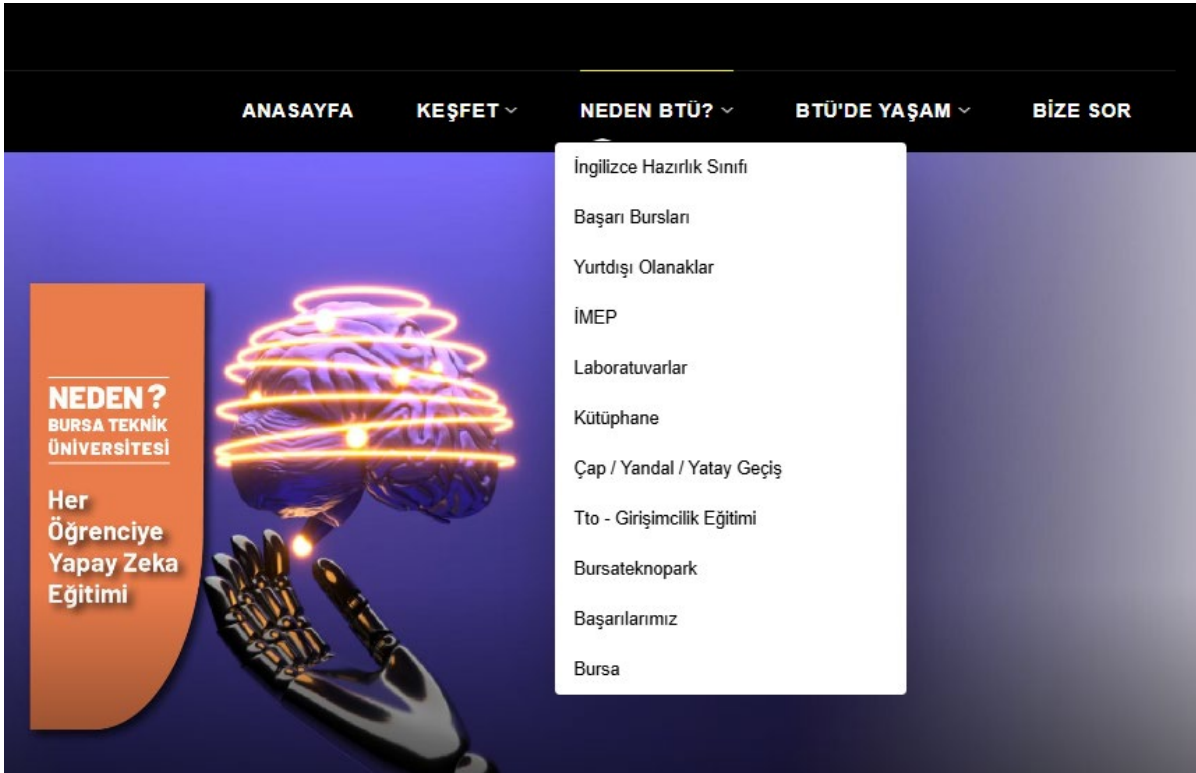 ANASAYFA
KEŞFET
NEDEN BTÜ?
BTÜ'DE YAŞAM
BİZE SOR
İngilizce Hazırlık Sınıfı
Başarı Bursları
Yurtdışı Olanaklar
İMEP
Laboratuvarlar
Kütüphane
Çap / Yandal / Yatay Geçiş
Tto - Girişimcilik Eğitimi
Bursateknopark
Başarılarımız
Bursa
NEDEN ?
BURSA TEKNİK
ÜNİVERSİTESİ
Her
Öğrenciye
Yapay Zeka
Eğitimi